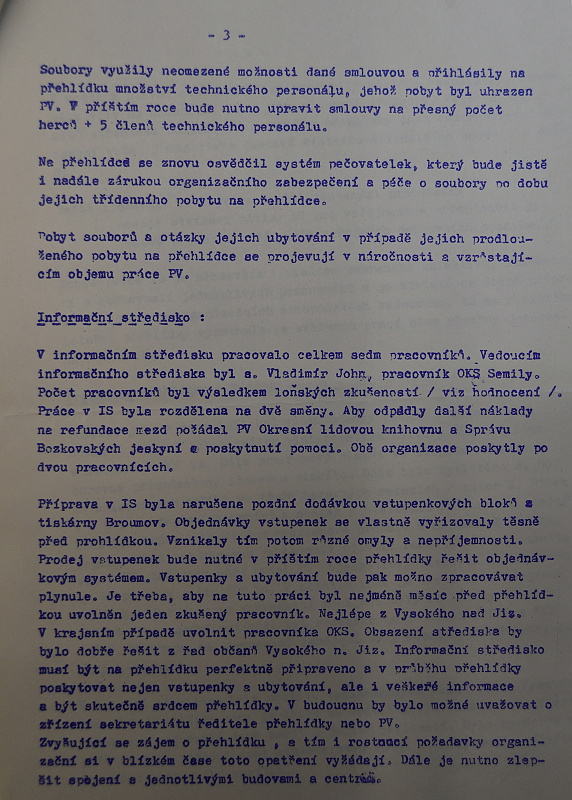 - 3 -
Soubory využily neomezené možnosti dané smlouvou a přihlásily na
přehlídku množství technického personálu, jehož pobyt byl uhrazen
PV. V příštím roce bude nutno upravit smlouvy na přesný počet
herců + 5 členů technického personálu.
Na přehlídce se znovu osvědčil systém pečovatelek, který bude jistě
i nadále zárukou organizačního zabezpečení a péče o soubory po dobu
jejich třídenního pobytu na přehlídce.
Pobyt souborů a otázky jejich ubytování v případě jejich prodlou-
ženého pobytu na přehlídce se projevují v náročnosti a vzrůstají-
cím objemu práce PV.
Informační středisko :
V informačním středisku pracovalo celkem sedm pracovníků. Vedoucím
informačního střediska byl s. Vladimír John, pracovník OKS Semily.
Počet pracovníků byl výsledkem loňských zkušeností / viz hodnocení /.
Práce v IS byla rozdělena na dvě směny. Aby odpadly další náklady
na refundace mezd požádal PV Okresní lidovou knihovnu a Správu
Bozkovských jeskyní o poskytnutí pomoci. Obě organizace poskytly po
dvou pracovnících.
Příprava v IS byla narušena pozdní dodávkou vstupenkových bloků z
tiskárny Broumov. Objednávky vstupenek se vlastně vyřizovaly těsně
před prohlídkou. Vznikaly tím potom různé omyly a nepříjemnosti.
Prodej vstupenek bude nutné v příštím roce přehlídky řešit objednáv-
kovým systémem. Vstupenky a ubytování bude pak možno zpracovávat
plynule. Je třeba, aby na tuto práci byl nejméně měsíc před přehlíd-
kou uvolněn jeden zkušený pracovník. Nejlépe z Vysokého nad Jiz.
V krajním případě uvolnit pracovníka OKS. Obsazení střediska by
bylo dobře řešit z řad občanů Vysokého n. Jiz. Informační středisko
musí být na přehlídku perfektně připraveno a v průběhu přehlídky
poskytovat nejen vstupenky a ubytování, ale i veškeré informace
a být skutečně srdcem přehlídky. V budoucnu by bylo možné uvažovat o
zřízení sekretariátu ředitele přehlídky nebo PV.
Zvyšující se zájem o přehlídku , a tím i rostoucí požadavky organi-
zační si v blízkém čase toto opatření vyžádají. Dále je nutno zlep-
šit spojení s jednotlivými budovami a centrů.